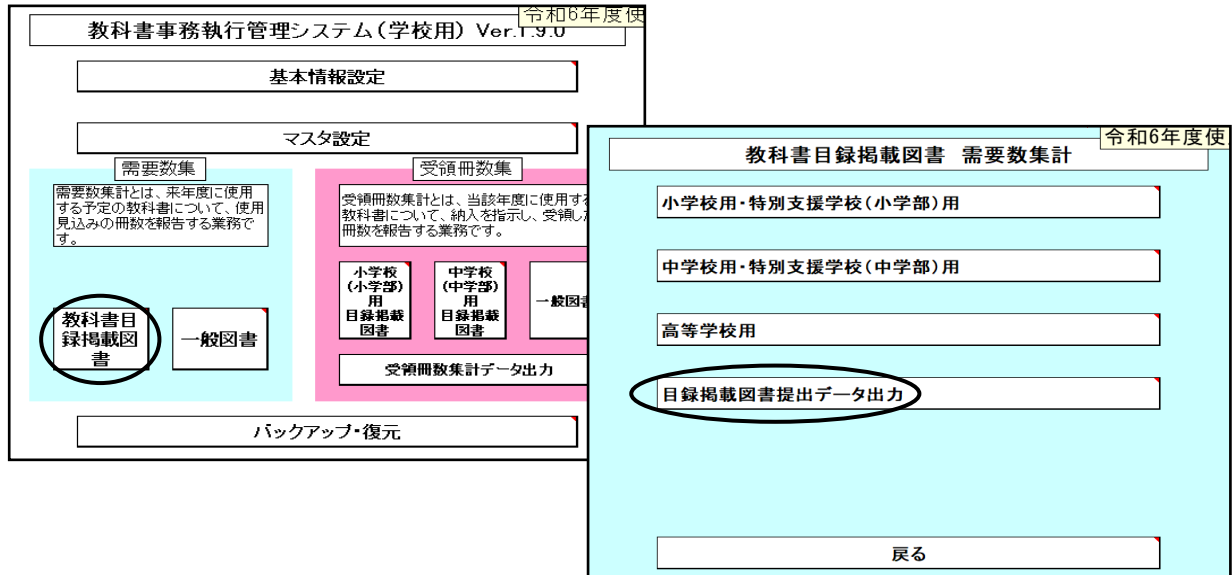 令和6年度使
教科書事務執行管理システム(学校用) Ver.1.9.0
基本情報設定
マスタ設定
需要数集
需要数集計とは、来年度に使用
する予定の教科書について、使用
見込みの冊数を報告する業務で
す。
教科書目
録掲載図
書
一般図書
受領冊数集
受領冊数集計とは、当該年度に使用す
教科書について、納入を指示し、受領し
冊数を報告する業務です。
小学校
(小学部)
用
目録掲載
図書
中学校
(中学部)
用
目録掲載
図書
一般図
受領冊数集計データ出力
バックアップ・復元
令和6年度使
教科書目録掲載図書 需要数集計
小学校用・特別支援学校(小学部)用
中学校用・特別支援学校(中学部)用
高等学校用
目録掲載図書提出データ出力
戻る